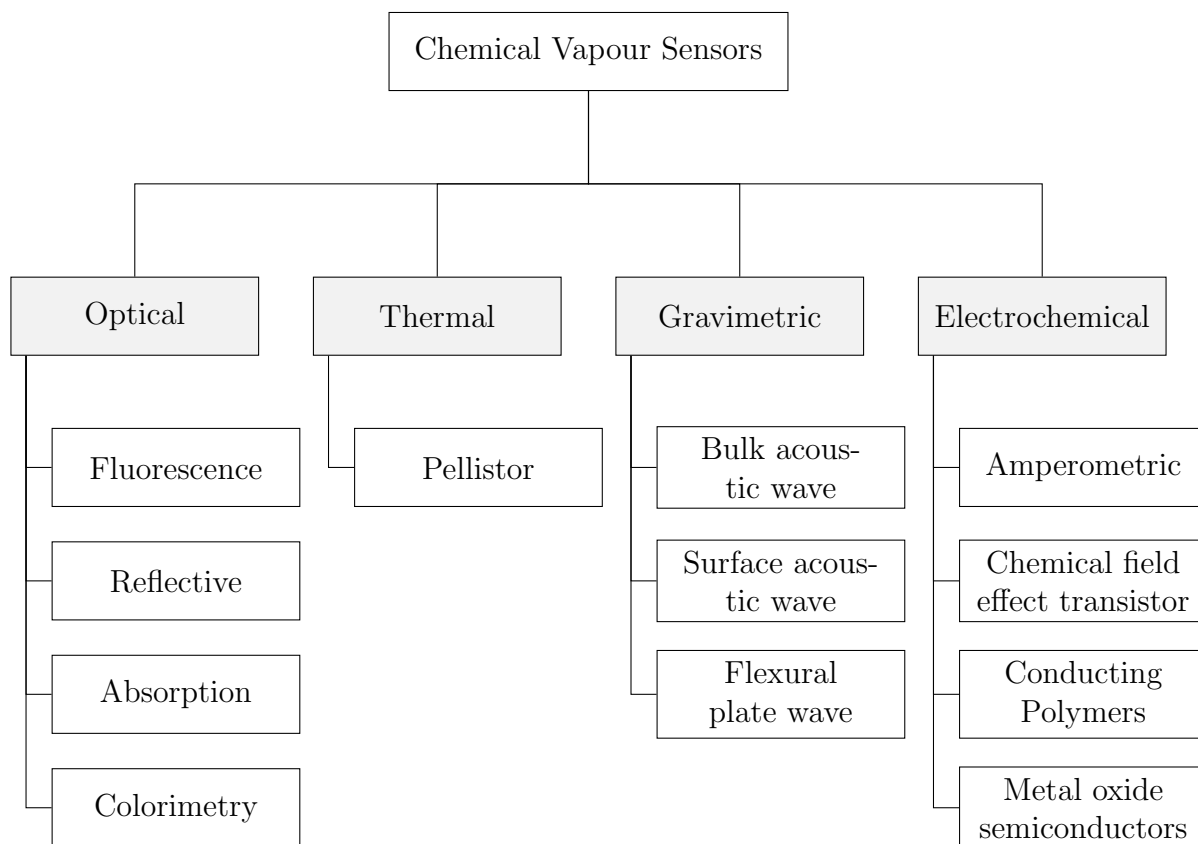 Chemical Vapour Sensors
Optical
Thermal
Gravimetric
Electrochemical
Fluorescence
Reflective
Absorption
Colorimetry
Pellistor
Bulk acous-
tic wave
Surface acous-
tic wave
Flexural
plate wave
Amperometric
Chemical field
effect transistor
Conducting
Polymers
Metal oxide
semiconductors